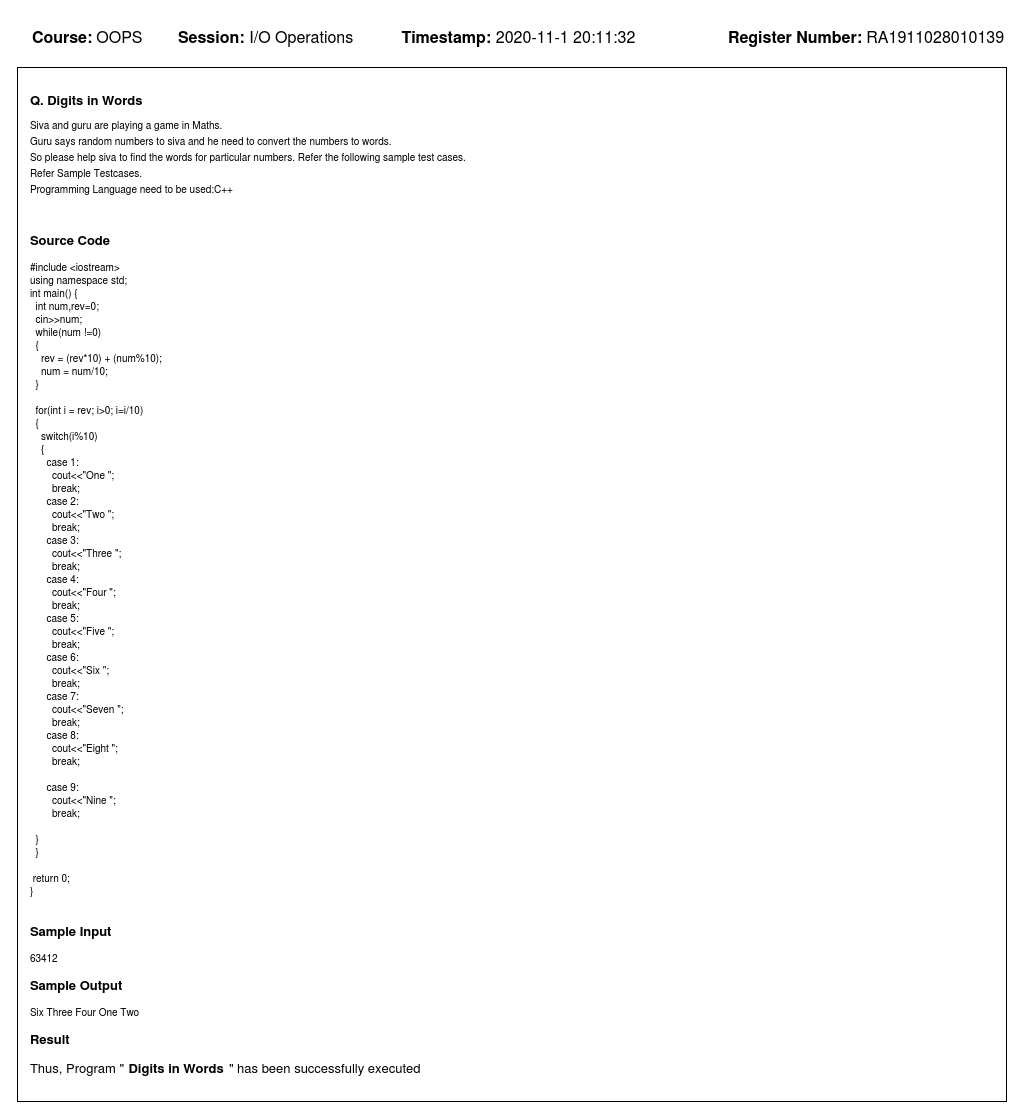 Course: OOPS Session: I/O Operations Timestamp: 2020-11-1 20:11:32 Register Number: RA1911028010139
Q. Digits in Words
Siva and guru are playing a game in Maths.
Guru says random numbers to siva and he need to convert the numbers to words.
So please help siva to find the words for particular numbers. Refer the following sample test cases.
Refer Sample Testcases.
Programming Language need to be used:C++
Source Code
#include <iostream>
using namespace std;
int main() {
int num,rev=0;
cin>>num;
while(num !=0)
{
rev = (rev*10) + (num%10);
num = num/10;
}
for(int i = rev; i>0; i=i/10)
{
switch(i%10)
{
case 1:
cout<<"One ";
break;
case 2:
cout<<"Two ";
break;
case 3:
cout<<"Three ";
break;
case 4:
cout<<"Four ";
break;
case 5:
cout<<"Five ";
break;
case 6:
cout<<"Six ";
break;
case 7:
cout<<"Seven ";
break;
case 8:
cout<<"Eight ";
break;
case 9:
cout<<"Nine ";
break;
}
}
return 0;
}
Sample Input
63412
Sample Output
Six Three Four One Two
Result
Thus, Program " Digits in Words " has been successfully executed